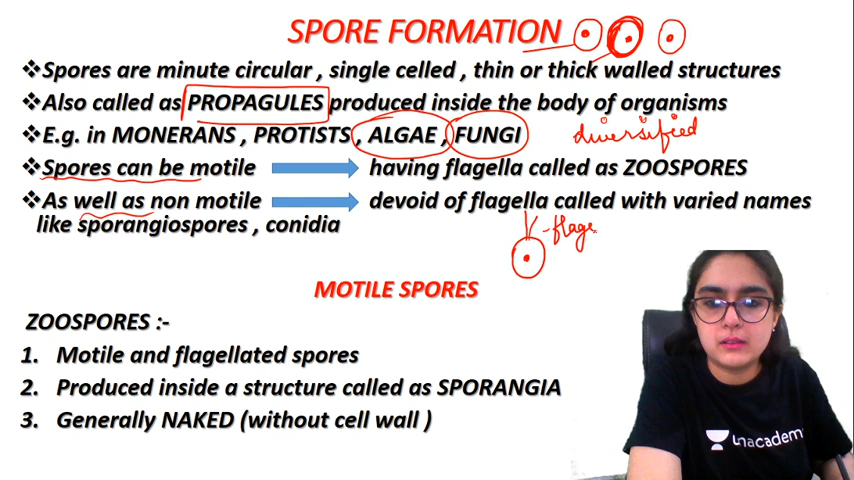 SPORE FORMATION
❖Spores are minute circular , single celled , thin or thick walled structures
❖Also called as PROPAGULES produced inside the body of organisms
❖E.g. in MONERANS , PROTISTS , ALGAE , FUNGI
diversified
❖Spores can be motile having flagella called as ZOOSPORES
❖As well as non motile devoid of flagella called with varied names
like sporangiospores , conidia
-flage
MOTILE SPORES
ZOOSPORES :-
1. Motile and flagellated spores
2. Produced inside a structure called as SPORANGIA
3. Generally NAKED (without cell wall )
unacademy